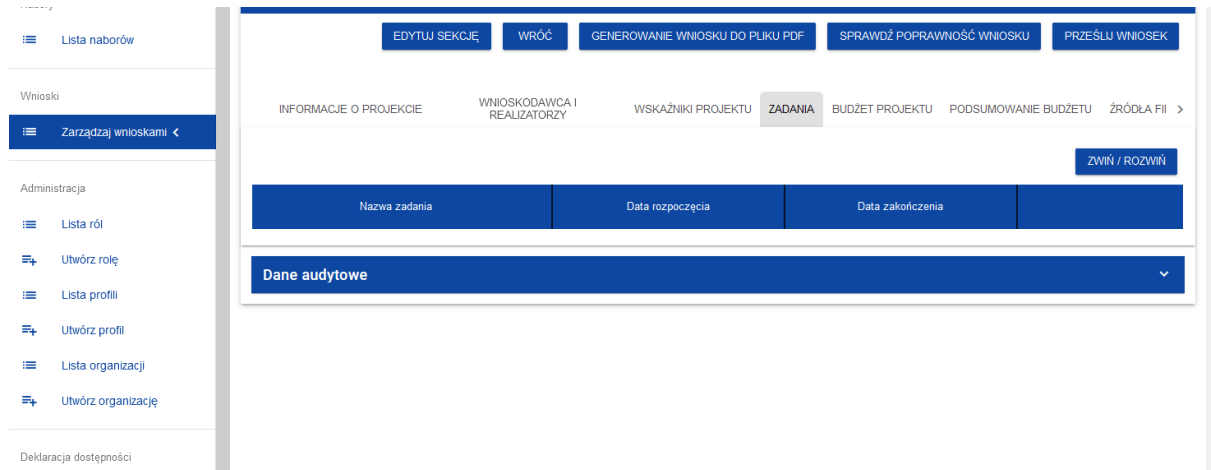 Lista naborów
EDYTUJ SEKCJĘ WRÓĆ GENEROWANIE WNIOSKU DO PLIKU PDF SPRAWDŹ POPRAWNOŚĆ WNIOSKU PRZEŚLIJ WNIOSEK
Wnioski
Zarządzaj wnioskami
INFORMACJE O PROJEKCIE
WNIOSKODAWCA I
REALIZATORZY
WSKAŹNIKI PROJEKTU
ZADANIA
BUDŻET PROJEKTU
PODSUMOWANIE BUDŻETU
ŹRÓDŁA
ZWIŃ / ROZWIŃ
Nazwa zadania Data rozpoczęcia Data zakończenia
Dane audytowe
Administracja
Lista ról
Utwórz rolę
Lista profili
Utwórz profil
Lista organizacji
Utwórz organizację
Deklaracja dostępności